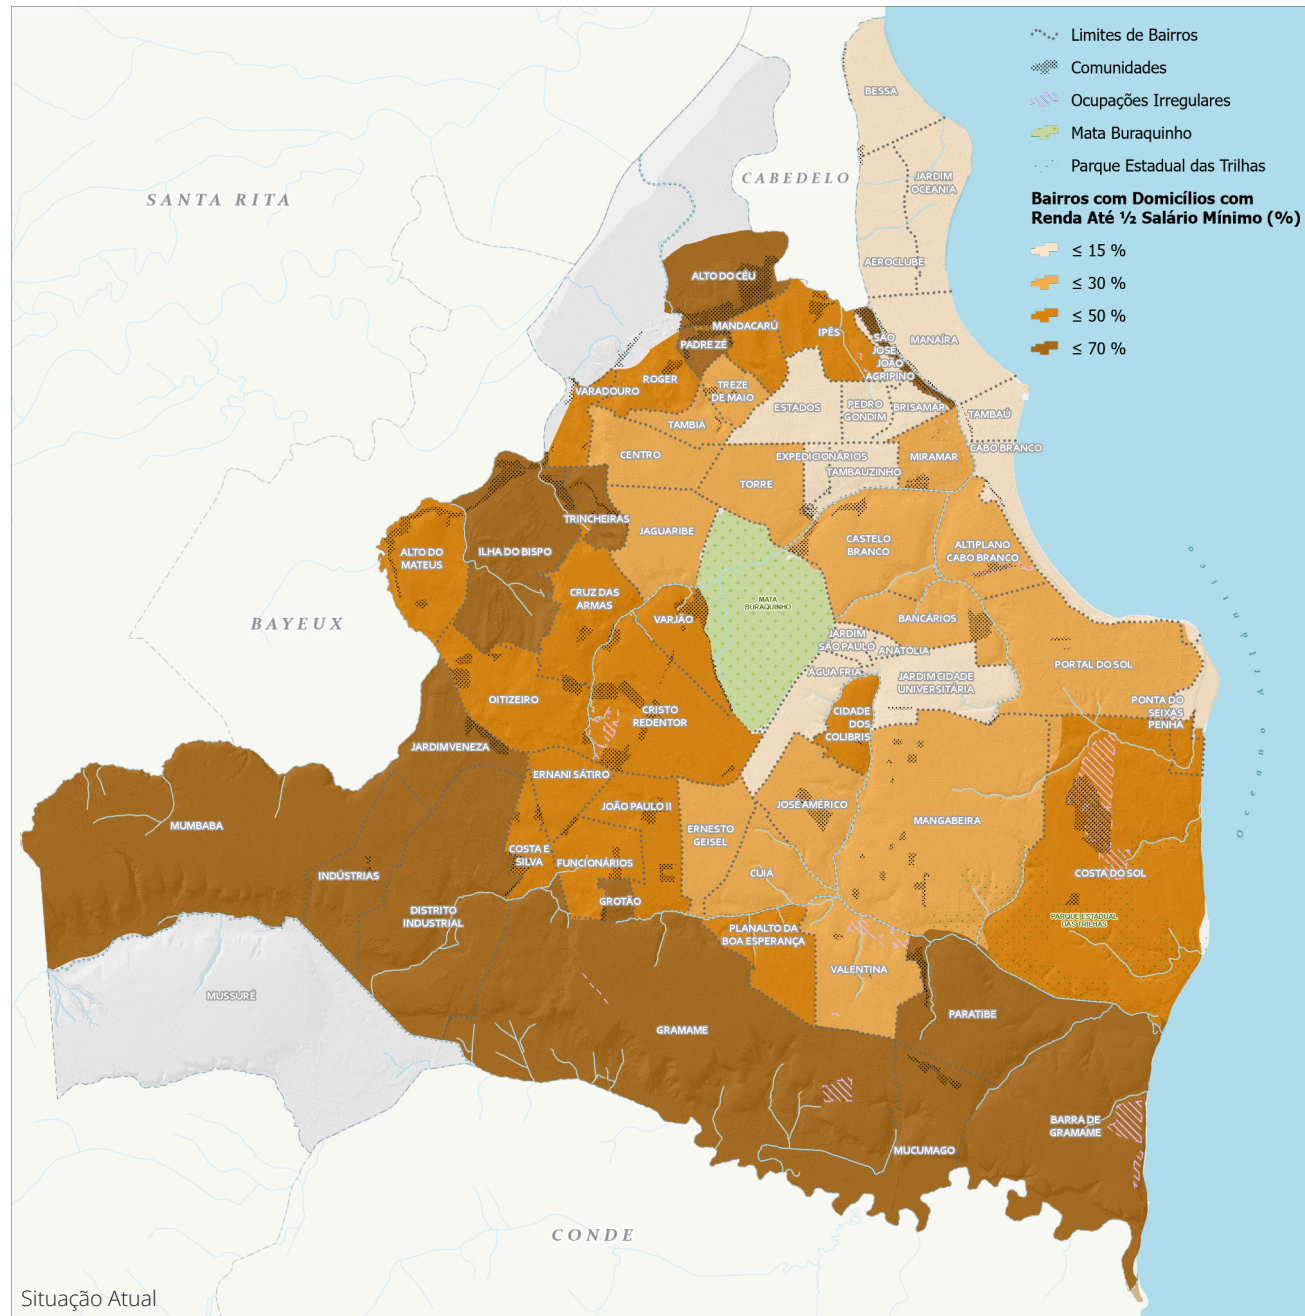 Limites de Bairros
Comunidades
Ocupações Irregulares
Mata Buraquinho
Parque Estadual das Trilhas
Bairros com Domicílios com
Renda Até ½ Salário Mínimo (%)
≤ 15 %
≤ 30 %
≤ 50 %
≤ 70 %
BESSA
CABEDELO
JARDIM
OCEANIA
SANTA RITA
AEROCLUBE
ALTO DO CÉU
MANDACARÚ
IPÊS
PADRE ZÉ
SÃO
JOSÉ
JOÃO
AGRIPINO
MANAÍRA
ROGER
VARADOURO
TREZE
DE MAIO
ESTADOS
PEDRO
GONDIM
BRISAMAR
TAMBAÚ
TAMBIÁ
CENTRO
EXPEDICIONÁRIOS
TAMBAUZINHO
MIRAMAR
CABO BRANCO
TORRE
TRINCHEIRAS
JAGUARIBE
CASTELO
BRANCO
ALTIPLANO
CABO BRANCO
ALTO DO
MATEUS
ILHA DO BISPO
CRUZ DAS
ARMAS
MATA
BURAQUINHO
VARJÃO
BANCÁRIOS
BAYEUX
JARDIM
SÃO PAULO
ANATÓLIA
PORTAL DO SOL
ÁGUA FRIA
JARDIM CIDADE
UNIVERSITÁRIA
OITIZEIRO
CRISTO
REDENTOR
CIDADE
DOS
COLIBRIS
PONTA DO
SEIXAS
PENHA
Oceano Atlântico
JARDIM VENEZA
ERNANI SÁTIRO
JOÃO PAULO II
JOSÉ AMÉRICO
MUMBABA
ERNESTO
GEISEL
MANGABEIRA
COSTA E
SILVA
FUNCIONÁRIOS
CUIÁ
COSTA DO SOL
INDÚSTRIAS
GROTÃO
DISTRITO
INDUSTRIAL
PARQUE ESTADUAL
DAS TRILHAS
PLANALTO DA
BOA ESPERANÇA
VALENTINA
MUSSURÉ
PARATIBE
GRAMAME
BARRA DE
GRAMAME
MUCUMAGO
CONDE
Situação Atual